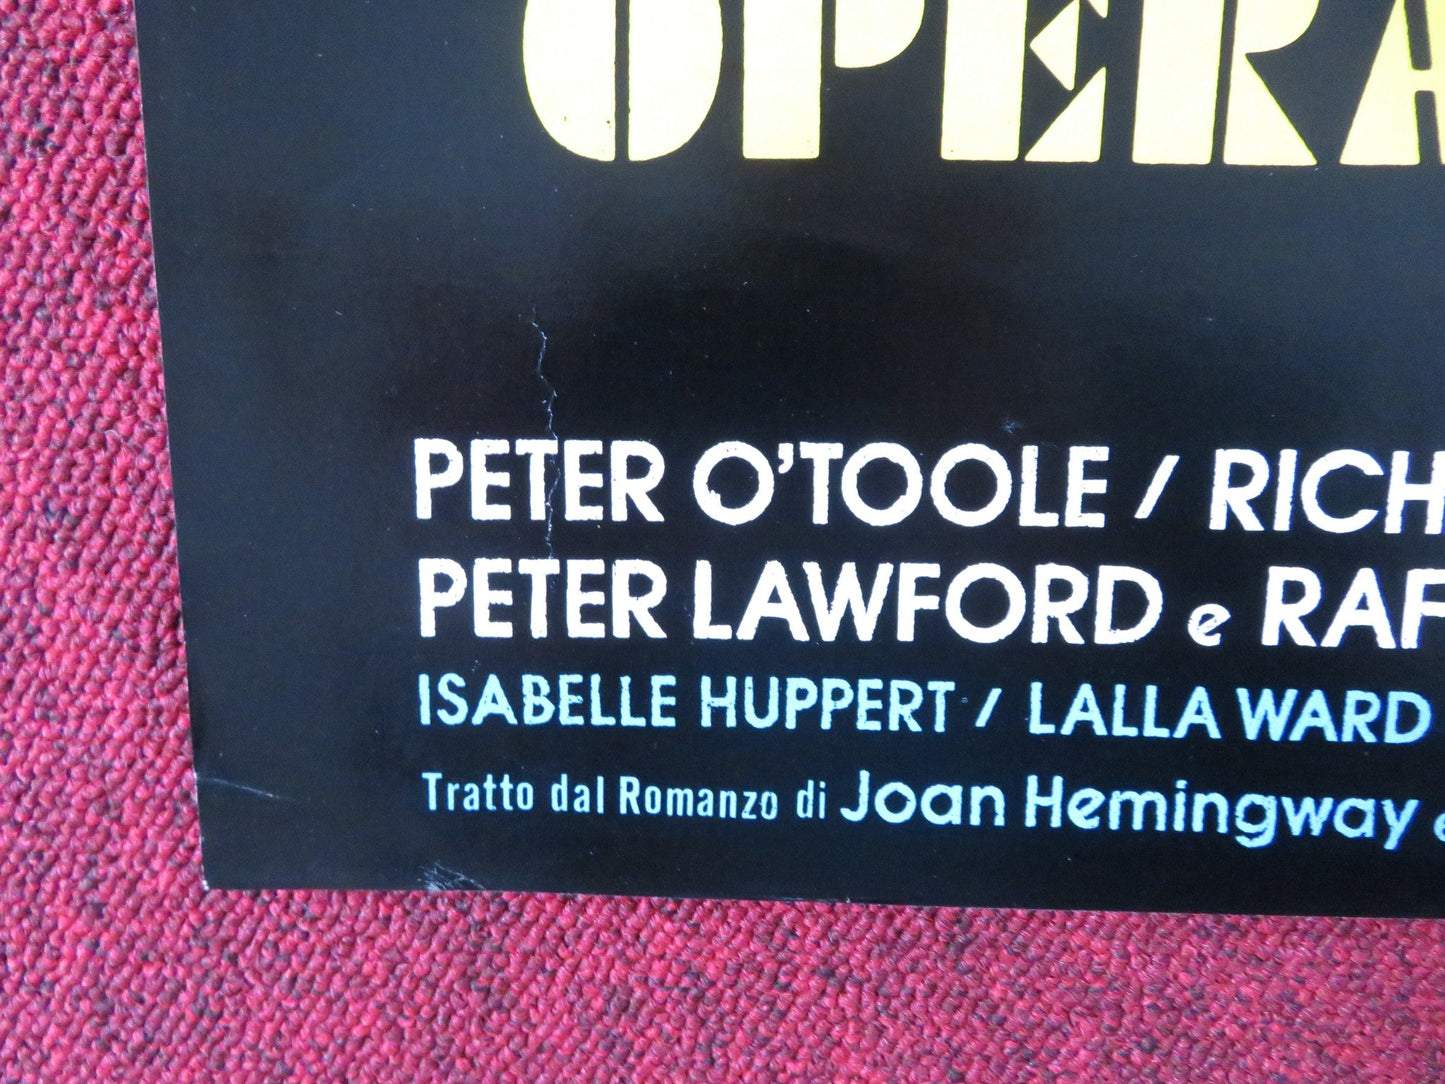 OPERA
PETER O'TOOLE / RICH
PETER LAWFORD e RAF
ISABELLE HUPPERT / LALLA WARD
Tratto dal Romanzo di Joan Hemingway e